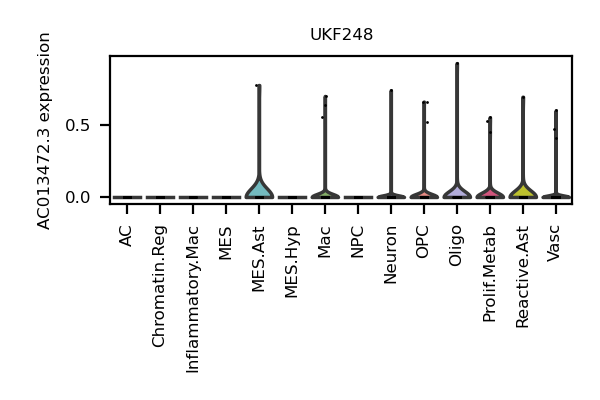 UKF248
AC013472.3 expression
0.5
0.0
AC
Chromatin.Reg
Inflammatory.Mac
MES
MES.Ast
MES.Hyp
Mac
NPC
Neuron
OPC
Oligo
Prolif.Metab
Reactive.Ast
Vasc